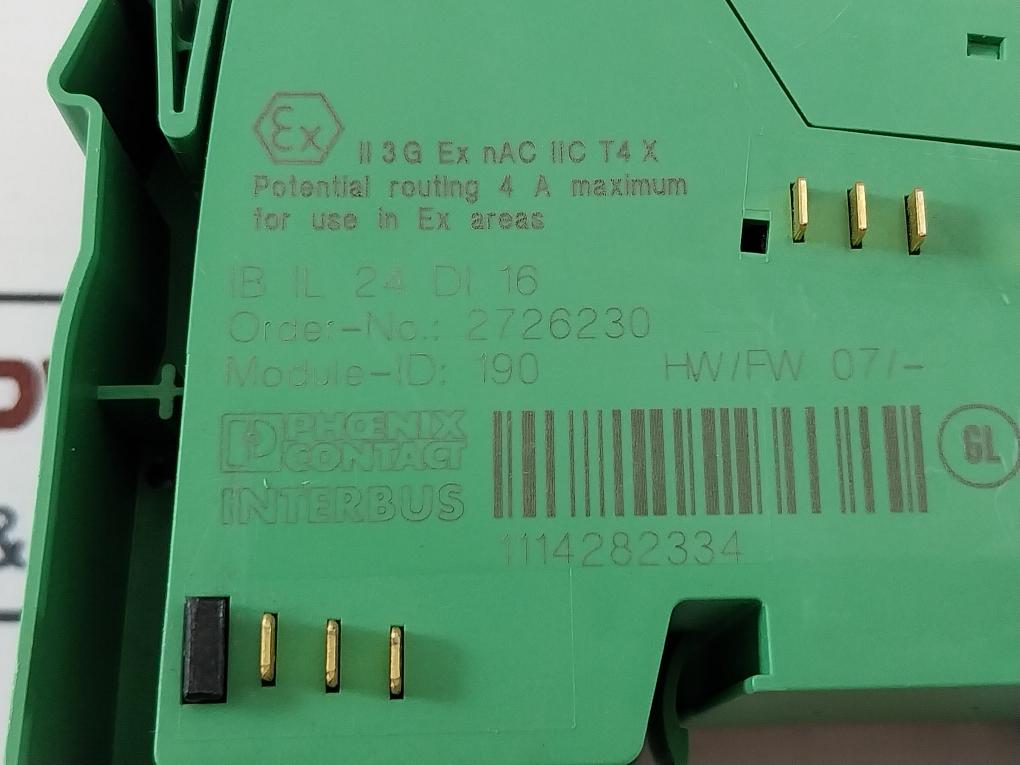 Ex II 3 G Ex nAC IIC T4 X
Potential routing 4 A maximum
for use in Ex areas
IB IL 24 DI 16
Order-No.: 2726230
Module-ID: 190 HW/FW 07/-
PHŒNIX
CONTACT
INTERBUS
GL
1114282334
&